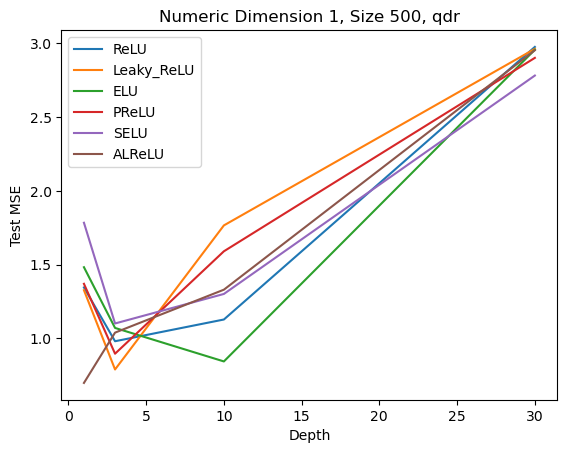 Numeric Dimension 1, Size 500, qdr
ReLU
Leaky_ReLU
ELU
PReLU
SELU
ALReLU
3.0
2.5
2.0
1.5
1.0
Test MSE
0 5 10 15 20 25 30
Depth